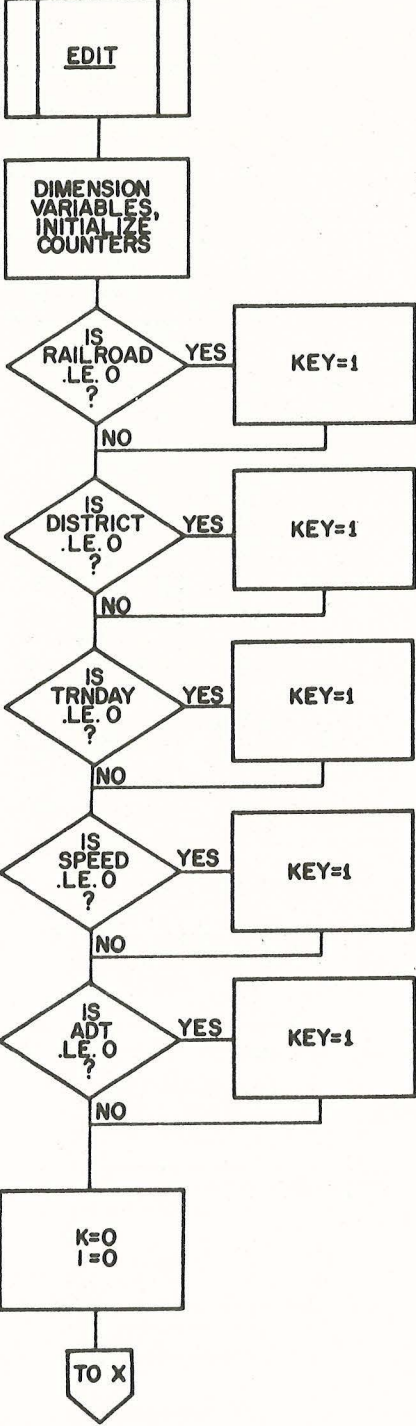 EDIT
DIMENSION
VARIABLES,
INITIALIZE
COUNTERS
IS
RAILROAD
.LE. 0
?
YES
KEY=1
NO
IS
DISTRICT
.LE. 0
?
YES
KEY=1
NO
IS
TRNDAY
.LE. 0
?
YES
KEY=1
NO
IS
SPEED
.LE. 0
?
YES
KEY=1
NO
IS
ADT
.LE. 0
?
YES
KEY=1
NO
K=0
I=0
TO X